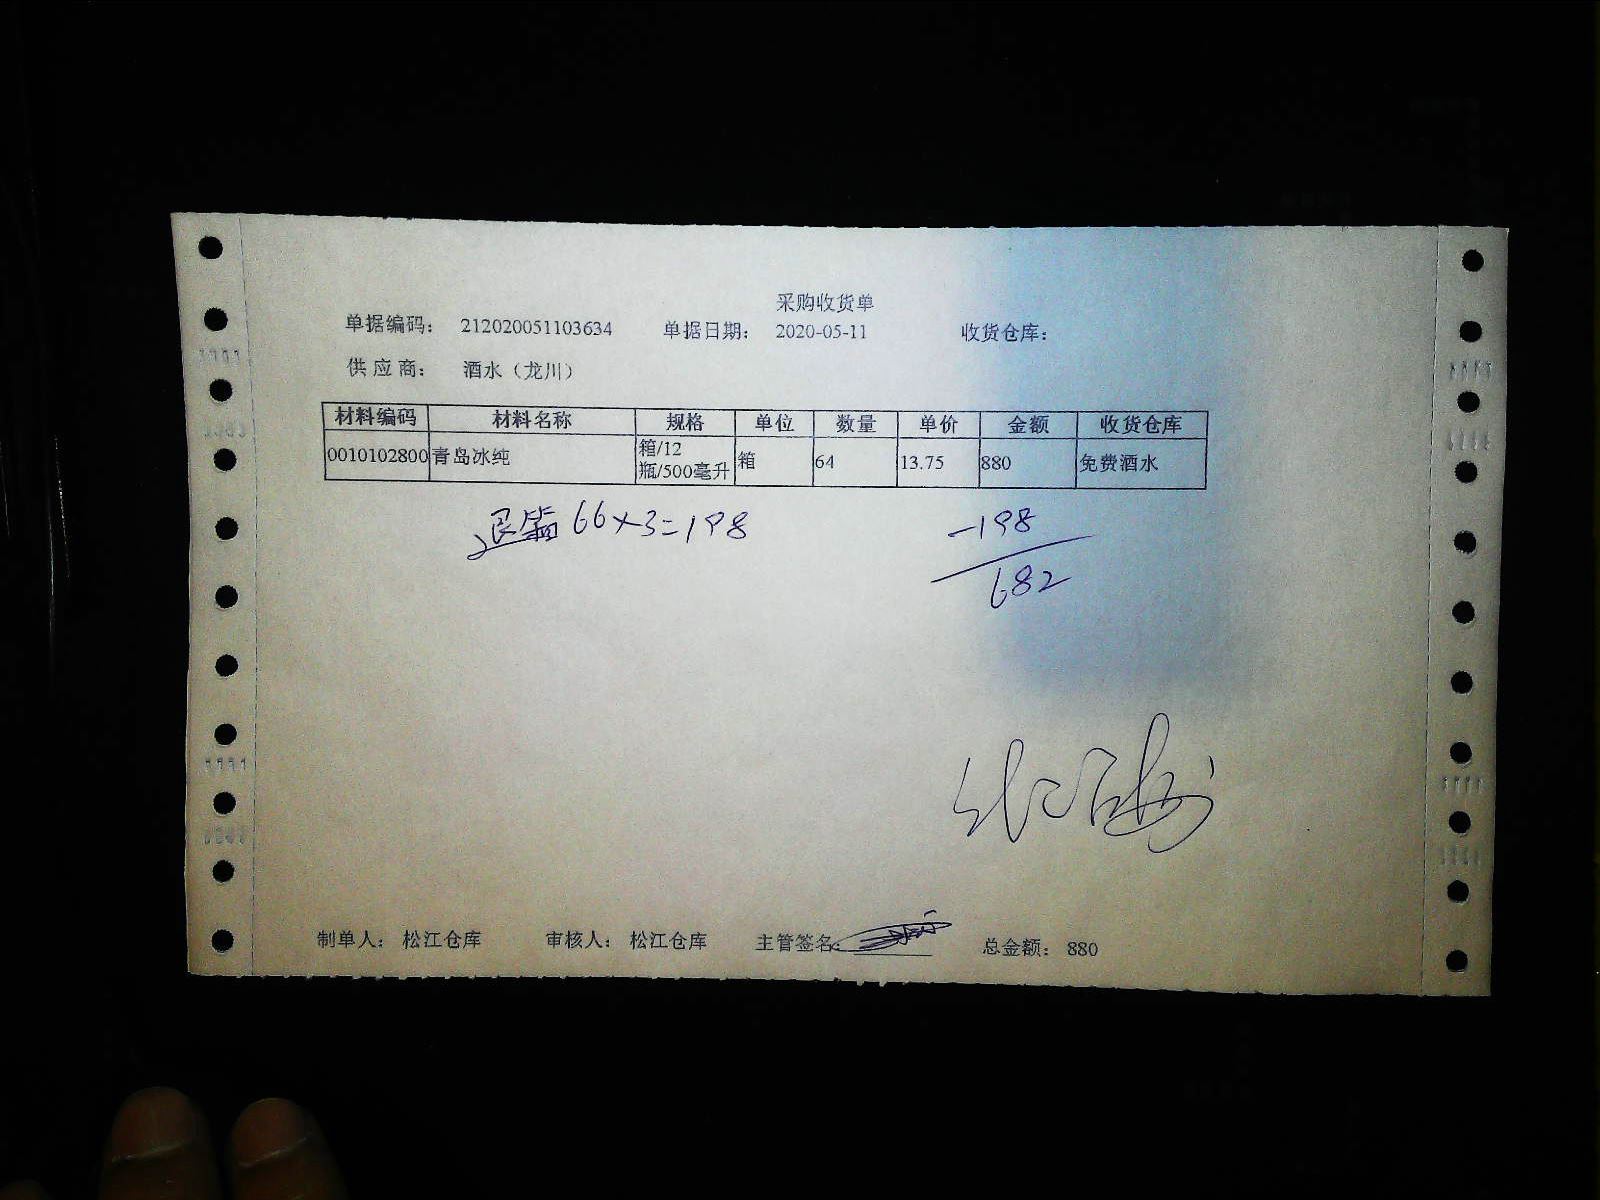 采购收货单
单据编码： 212020051103634 单据日期： 2020-05-11 收货仓库：
供应商： 酒水（龙川）
材料编码 材料名称 规格 单位 数量 单价 金额 收货仓库
0010102800 青岛冰纯 箱/12瓶/500毫升 箱 64 13.75 880 免费酒水
退箱 66×3=198 -198
682
制单人： 松江仓库 审核人： 松江仓库 主管签名： 总金额： 880